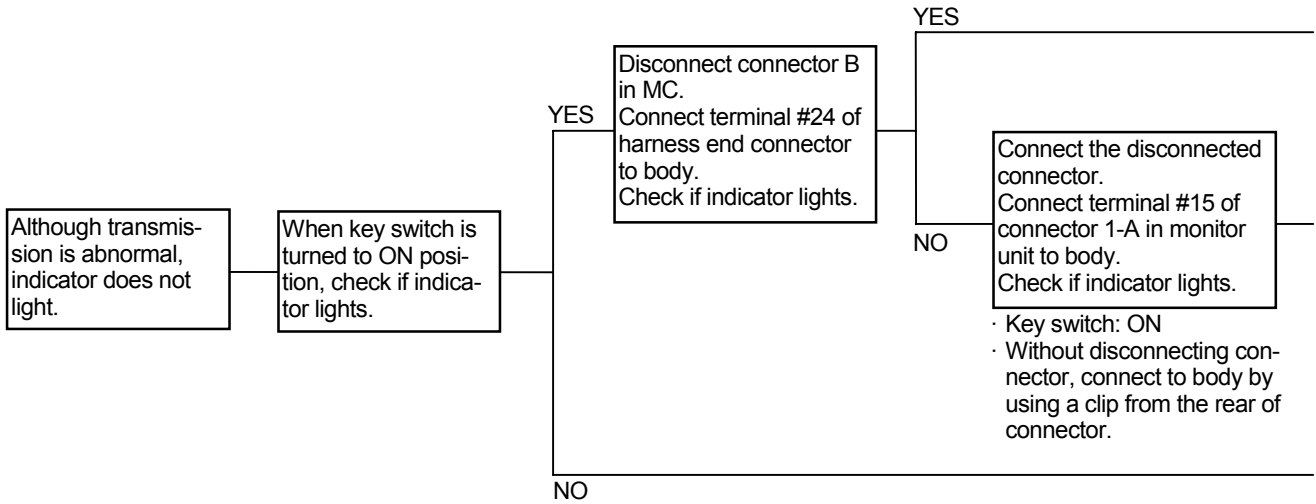 Although transmis-
sion is abnormal,
indicator does not
light.
When key switch is
turned to ON posi-
tion, check if indica-
tor lights.
YES
Disconnect connector B
in MC.
Connect terminal #24 of
harness end connector
to body.
Check if indicator lights.
YES
NO
Connect the disconnected
connector.
Connect terminal #15 of
connector 1-A in monitor
unit to body.
Check if indicator lights.
· Key switch: ON
· Without disconnecting con-
nector, connect to body by
using a clip from the rear of
connector.
NO